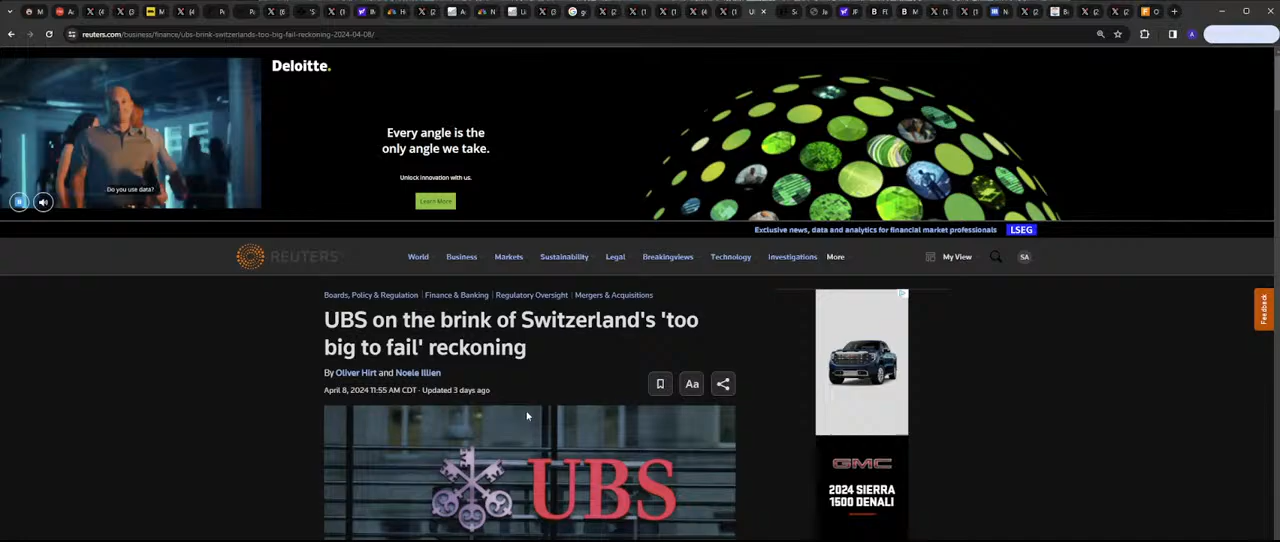 reuters.com/business/finance/ubs-brink-switzerlands-too-big-fail-reckoning-2024-04-08/
Deloitte.
Every angle is the
only angle we take.
Unlock innovation with us.
Learn More
Do you use data?
Exclusive news, data and analytics for financial market professionals
LSEG
REUTERS
World
Business
Markets
Sustainability
Legal
Breakingviews
Technology
Investigations
More
My View
SA
Feedback
Boards, Policy & Regulation | Finance & Banking | Regulatory Oversight | Mergers & Acquisitions
UBS on the brink of Switzerland's 'too
big to fail' reckoning
By Oliver Hirt and Noele Illien
April 8, 2024 11:55 AM CDT · Updated 3 days ago
Aa
UBS
GMC
2024 SIERRA
1500 DENALI